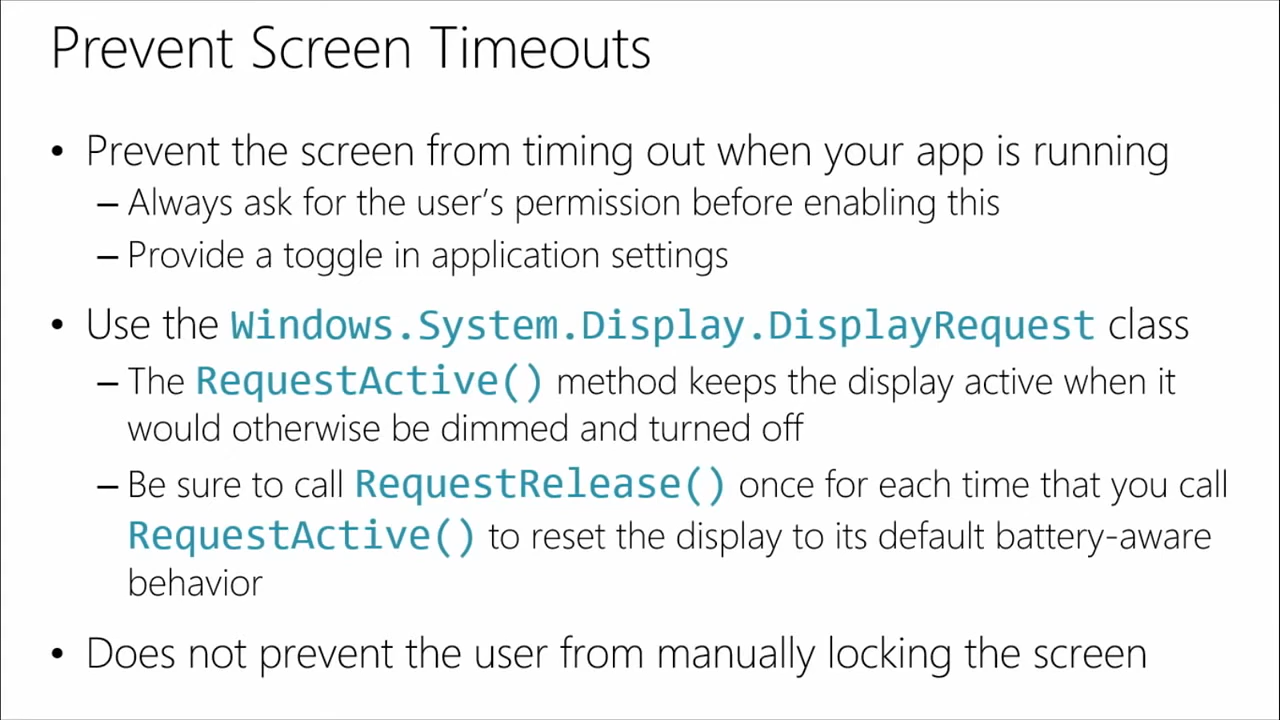 Prevent Screen Timeouts
• Prevent the screen from timing out when your app is running
– Always ask for the user’s permission before enabling this
– Provide a toggle in application settings
• Use the Windows.System.Display.DisplayRequest class
– The RequestActive() method keeps the display active when it
would otherwise be dimmed and turned off
– Be sure to call RequestRelease() once for each time that you call
RequestActive() to reset the display to its default battery-aware
behavior
• Does not prevent the user from manually locking the screen